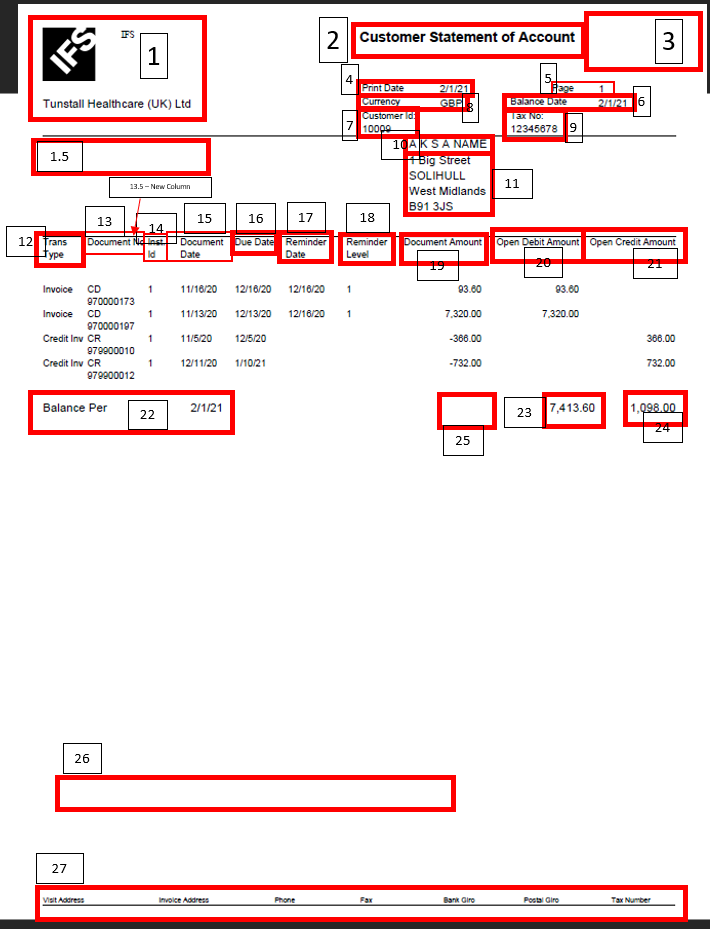 IFS
IFS
1
Tunstall Healthcare (UK) Ltd
2
Customer Statement of Account
3
4
Print Date 2/1/21
5
Page 1
Currency GBP
8
Balance Date 2/1/21
6
7
Customer Id:
10009
Tax No:
12345678
9
1.5
10
A K S A NAME
1 Big Street
SOLIHULL
West Midlands
B91 3JS
11
13.5 – New Column
12
13
14
15
16
17
18
Trans Type
Document No
Inst. Id
Document Date
Due Date
Reminder Date
Reminder Level
Document Amount
Open Debit Amount
Open Credit Amount
19
20
21
Invoice CD 1 11/16/20 12/16/20 12/16/20 1 93.60 93.60
970000173
Invoice CD 1 11/13/20 12/13/20 12/16/20 1 7,320.00 7,320.00
970000197
Credit Inv CR 1 11/5/20 12/5/20 -366.00 366.00
979900010
Credit Inv CR 1 12/11/20 1/10/21 -732.00 732.00
979900012
Balance Per 2/1/21 7,413.60 1,098.00
22
23
24
25
26
27
Visit Address Invoice Address Phone Fax Bank Giro Postal Giro Tax Number